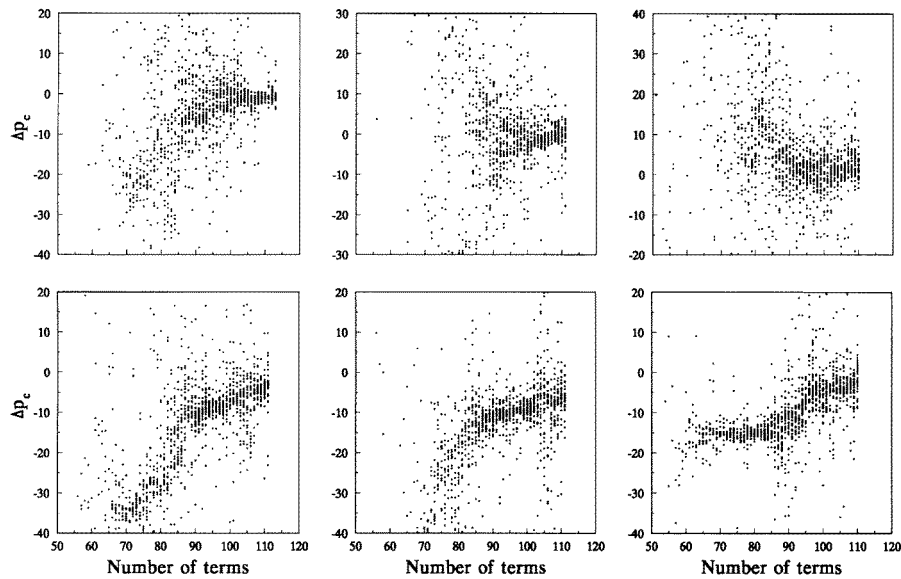 20 30 40
10 20 30
0 10 20
-10 0 10
-20 -10 0
-30 -20 -10
-40 -30 -20
Δp_c
20 20 20
10 10 10
0 0 0
-10 -10 -10
-20 -20 -20
-30 -30 -30
-40 -40 -40
Δp_c
50 60 70 80 90 100 110 120 50 60 70 80 90 100 110 120 50 60 70 80 90 100 110 120
Number of terms Number of terms Number of terms